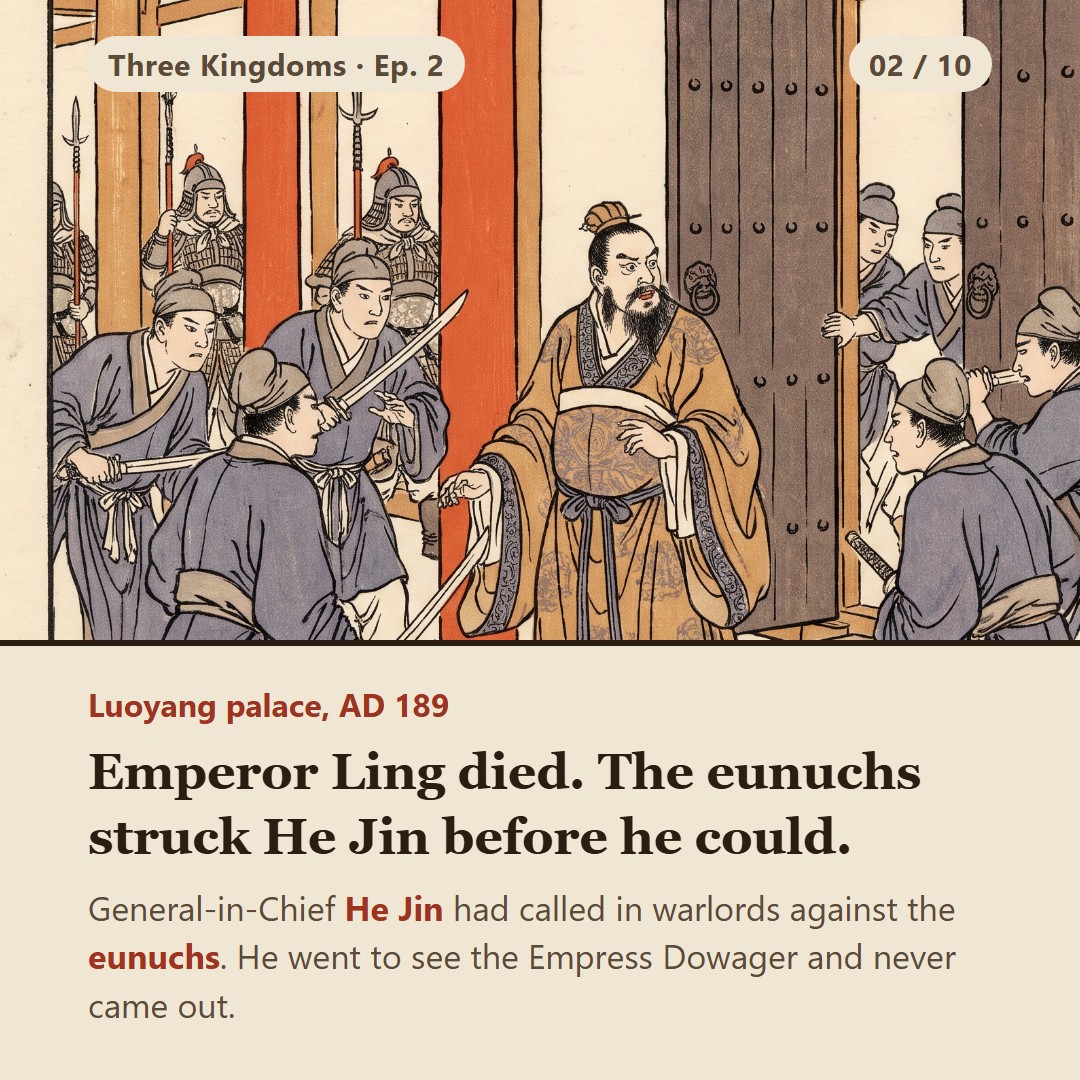 Three Kingdoms · Ep. 2
02 / 10
Luoyang palace, AD 189
Emperor Ling died. The eunuchs
struck He Jin before he could.
General-in-Chief He Jin had called in warlords against the
eunuchs. He went to see the Empress Dowager and never
came out.